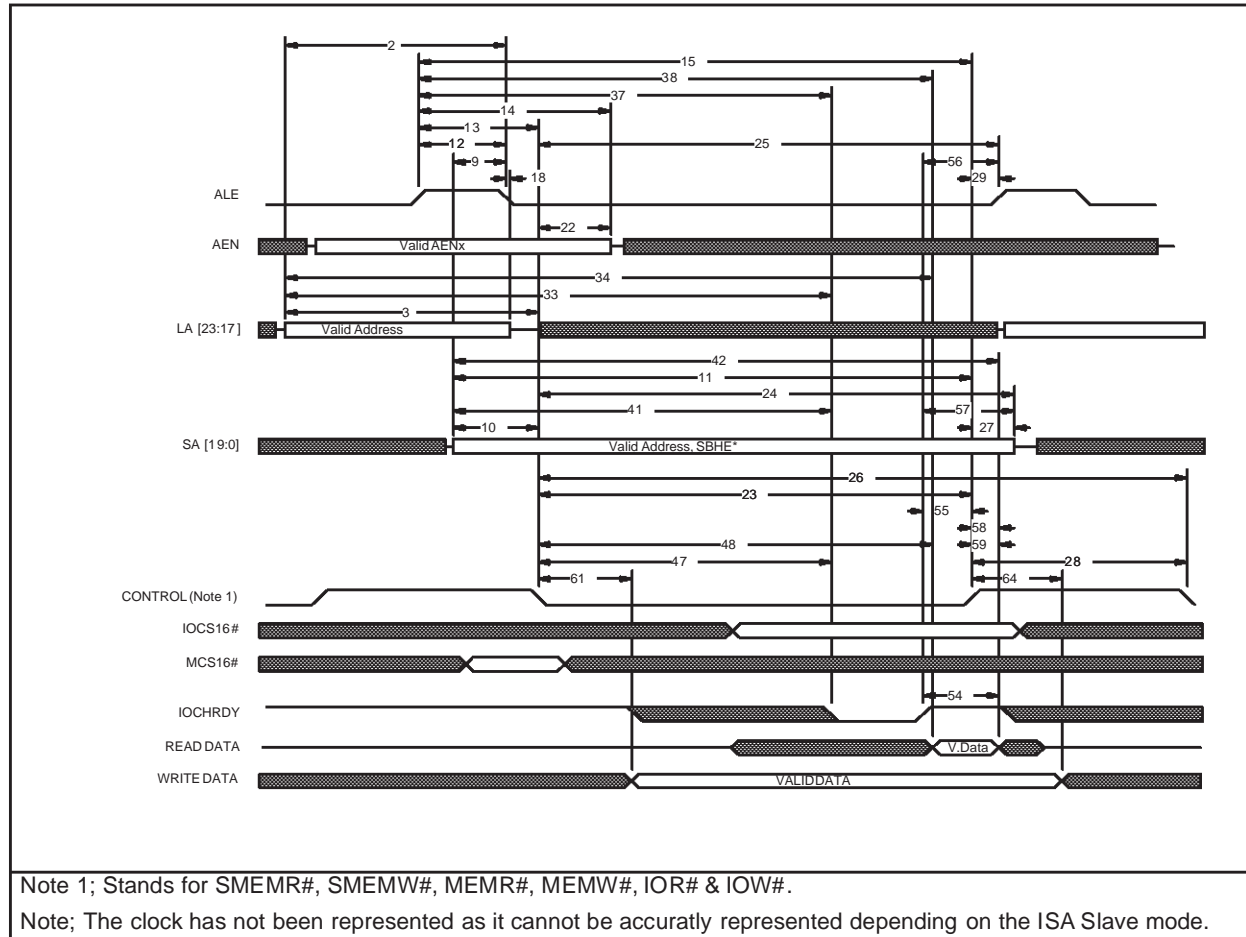 2
15
38
37
14
13
25
12
9
56
18
29
ALE
22
AEN
Valid AENx
34
33
3
LA [23:17]
Valid Address
42
11
24
41
57
10
27
SA [19:0]
Valid Address, SBHE*
26
23
55
58
48
59
47
28
61
64
CONTROL (Note 1)
IOCS16#
MCS16#
54
IOCHRDY
READ DATA
V.Data
WRITE DATA
VALIDDATA
Note 1; Stands for SMEMR#, SMEMW#, MEMR#, MEMW#, IOR# & IOW#.
Note; The clock has not been represented as it cannot be accuratly represented depending on the ISA Slave mode.